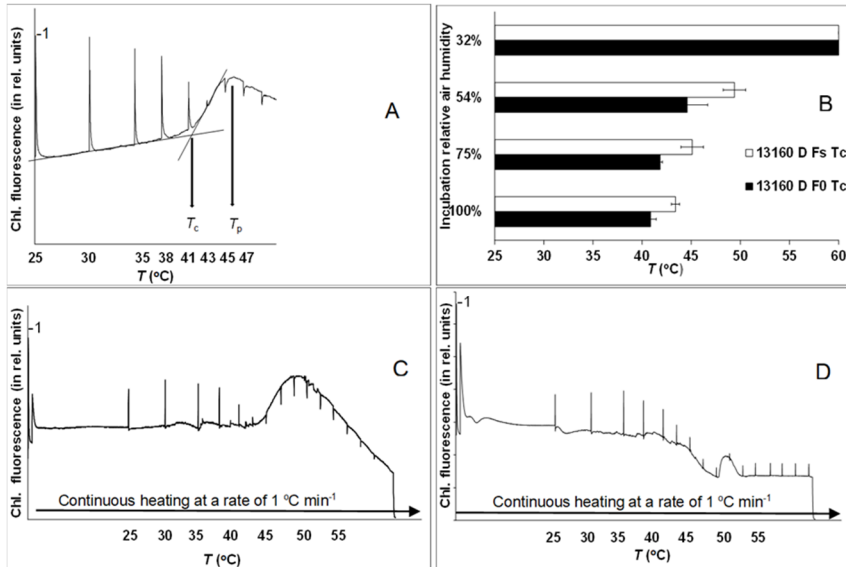 Chl. fluorescence (in rel. units)
-1
A
Tc
Tp
25 30 35 38 41 43 45 47
T (°C)
Incubation relative air humidity
32%
54%
75%
100%
B
13160 D Fs Tc
13160 D F0 Tc
25 30 35 40 45 50 55 60
T (°C)
Chl. fluorescence (in rel. units)
-1
C
Continuous heating at a rate of 1 °C min-1
25 30 35 40 45 50 55
T (°C)
Chl. fluorescence (in rel. units)
-1
D
Continuous heating at a rate of 1 °C min-1
25 30 35 40 45 50 55
T (°C)